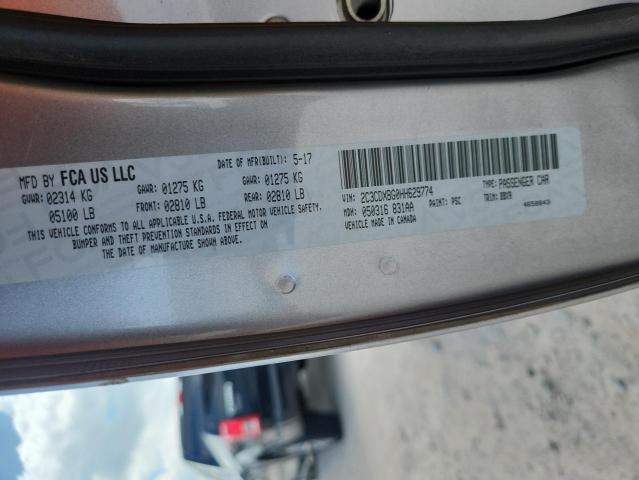 MFD BY FCA US LLC
DATE OF MFR(BUILT): 5-17
GVWR: 02314 KG
05100 LB
GAWR: 01275 KG
FRONT: 02810 LB
GAWR: 01275 KG
REAR: 02810 LB
THIS VEHICLE CONFORMS TO ALL APPLICABLE U.S.A. FEDERAL MOTOR VEHICLE SAFETY,
BUMPER AND THEFT PREVENTION STANDARDS IN EFFECT ON
THE DATE OF MANUFACTURE SHOWN ABOVE.
VIN: 2C3CDXBG0HH629774
TYPE: PASSENGER CAR
MDH: 050316 831AA
PAINT: PSC
TRIM:
VEHICLE MADE IN CANADA